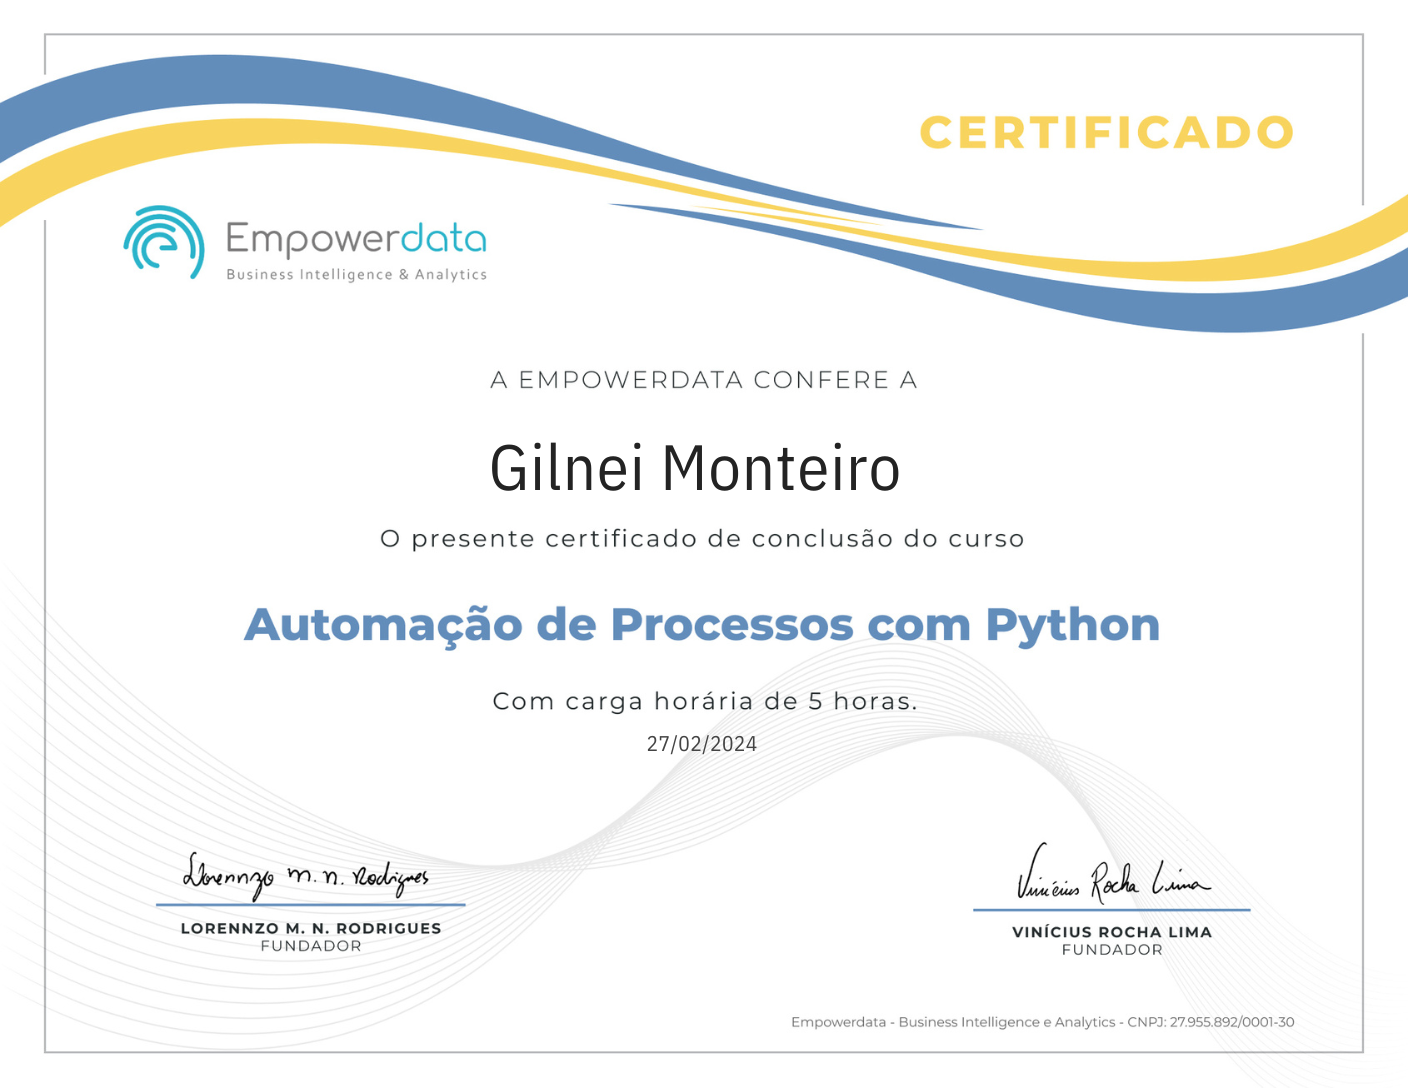 CERTIFICADO
Empowerdata
Business Intelligence & Analytics
A EMPOWERDATA CONFERE A
Gilnei Monteiro
O presente certificado de conclusão do curso
Automação de Processos com Python
Com carga horária de 5 horas.
27/02/2024
Lorennzo M. N. Rodrigues
LORENNZO M. N. RODRIGUES
FUNDADOR
Vinícius Rocha Lima
VINÍCIUS ROCHA LIMA
FUNDADOR
Empowerdata - Business Intelligence e Analytics - CNPJ: 27.955.892/0001-30